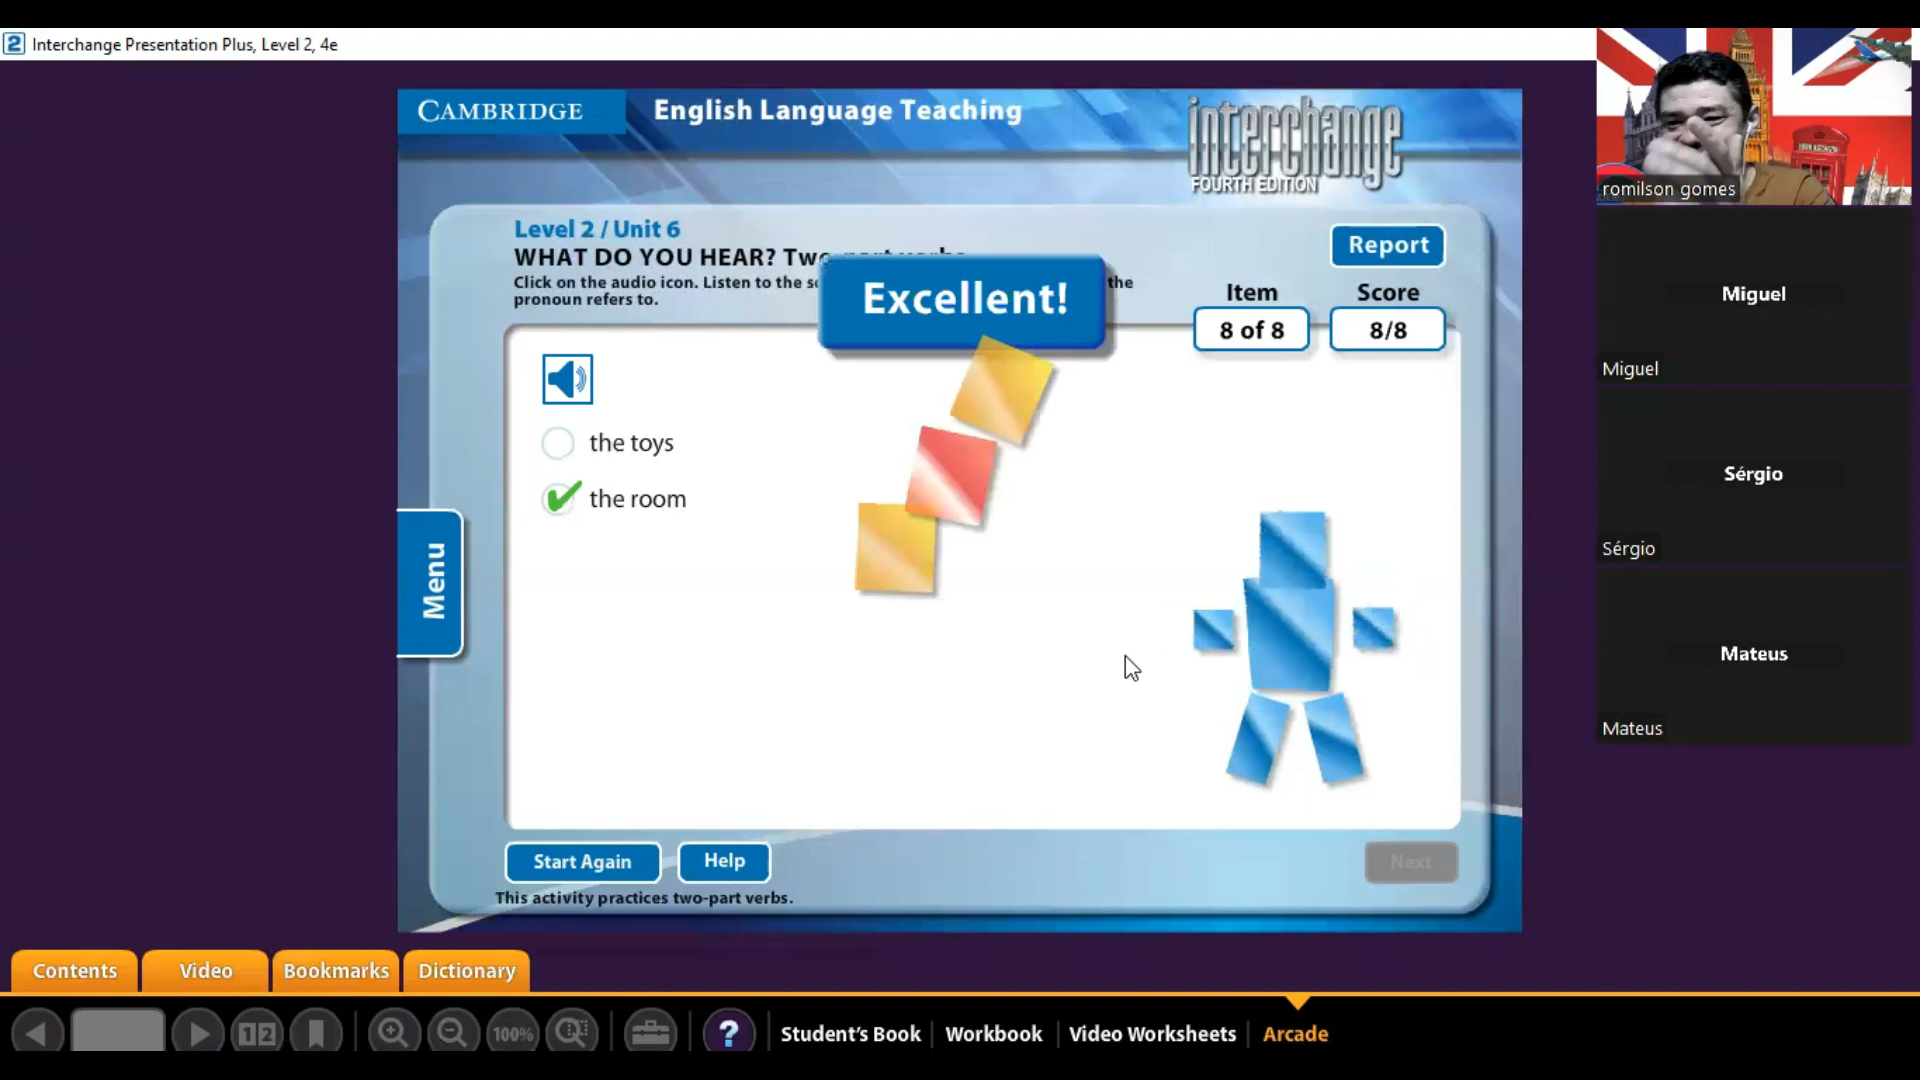 Interchange Presentation Plus, Level 2, 4e
CAMBRIDGE
English Language Teaching
interchange
FOURTH EDITION
romilson gomes
Level 2 / Unit 6
WHAT DO YOU HEAR?
Click on the audio icon. Listen to the
the
pronoun refers to.
Excellent!
Report
Item
Score
8 of 8
8/8
the toys
the room
Menu
Miguel
Miguel
Sérgio
Sérgio
Mateus
Mateus
Start Again
Help
Next
This activity practices two-part verbs.
Contents
Video
Bookmarks
Dictionary
12
100%
?
Student's Book
Workbook
Video Worksheets
Arcade